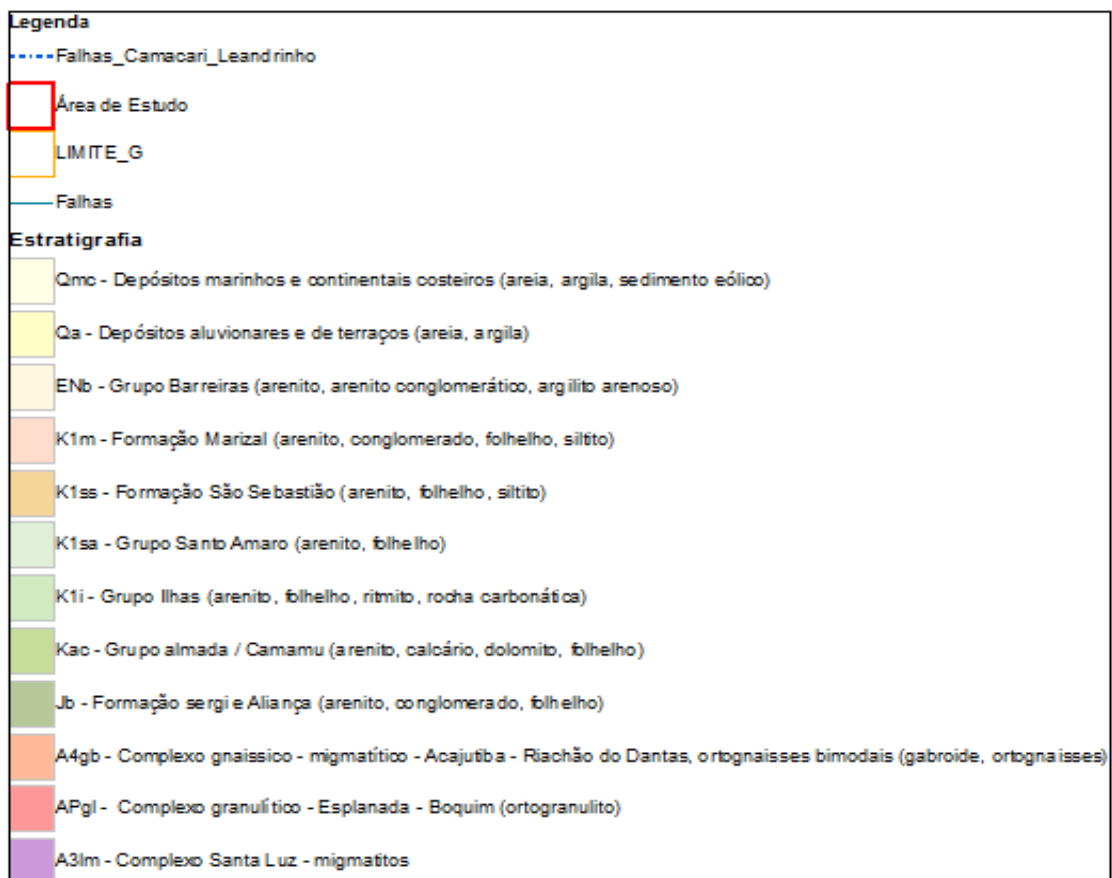 Legenda
Falhas_Camacari_Leandrinho
Área de Estudo
LIMITE_G
Falhas
Estratigrafia
Qmc - Depósitos marinhos e continentais costeiros (areia, argila, sedimento eólico)
Qa - Depósitos aluvionares e de terraços (areia, argila)
ENb - Grupo Barreiras (arenito, arenito conglomerático, argilito arenoso)
K1m - Formação Marizal (arenito, conglomerado, folhelho, siltito)
K1ss - Formação São Sebastião (arenito, folhelho, siltito)
K1sa - Grupo Santo Amaro (arenito, folhelho)
K1i - Grupo Ilhas (arenito, folhelho, ritmito, rocha carbonática)
Kac - Grupo almada / Camamu (arenito, calcário, dolomito, folhelho)
Jb - Formação sergi e Aliança (arenito, conglomerado, folhelho)
A4gb - Complexo gnaissico - migmatítico - Acajutiba - Riachão do Dantas, ortognaisses bimodais (gabroide, ortognaisses)
APgl - Complexo granulítico - Esplanada - Boquim (ortogranulito)
A3lm - Complexo Santa Luz - migmatitos